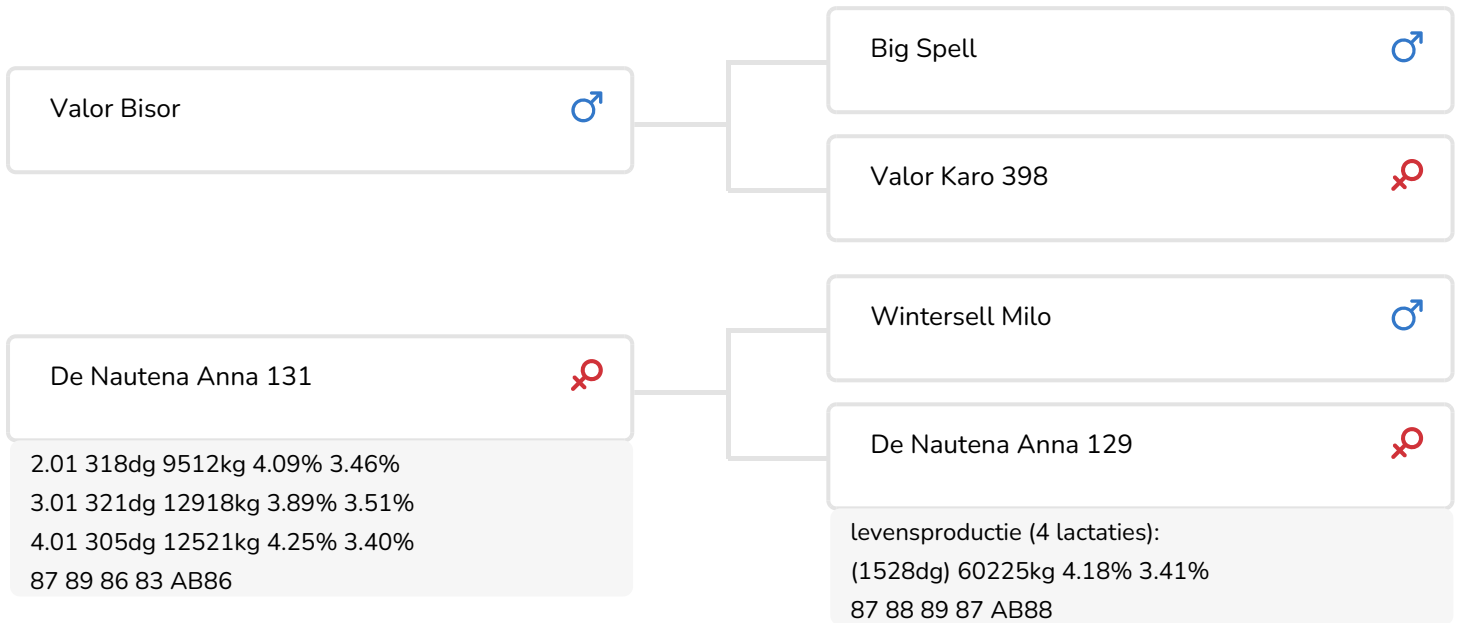 Valor Bisor
Big Spell
Valor Karo 398
De Nautena Anna 131
2.01 318dg 9512kg 4.09% 3.46%
3.01 321dg 12918kg 3.89% 3.51%
4.01 305dg 12521kg 4.25% 3.40%
87 89 86 83 AB86
Wintersell Milo
De Nautena Anna 129
levensproductie (4 lactaties):
(1528dg) 60225kg 4.18% 3.41%
87 88 89 87 AB88